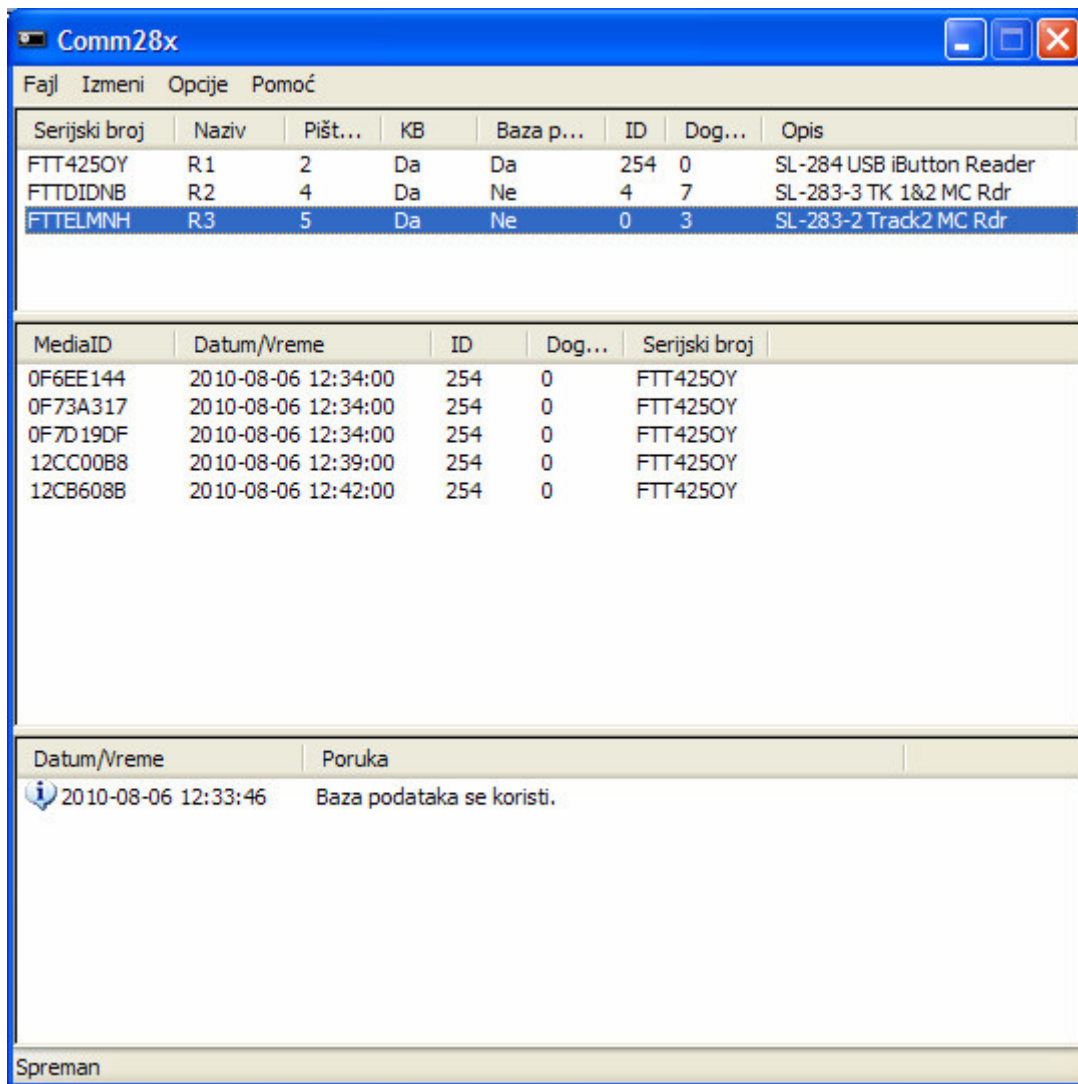 Comm28x
Fajl Izmeni Opcije Pomoć
Serijski broj Naziv Pišt... KB Baza p... ID Dog... Opis
FTT425OY R1 2 Da Da 254 0 SL-284 USB iButton Reader
FTTDIDNB R2 4 Da Ne 4 7 SL-283-3 TK 1&2 MC Rdr
FTTELMNH R3 5 Da Ne 0 3 SL-283-2 Track2 MC Rdr
MediaID Datum/Vreme ID Dog... Serijski broj
0F6EE144 2010-08-06 12:34:00 254 0 FTT425OY
0F73A317 2010-08-06 12:34:00 254 0 FTT425OY
0F7D19DF 2010-08-06 12:34:00 254 0 FTT425OY
12CC00B8 2010-08-06 12:39:00 254 0 FTT425OY
12CB608B 2010-08-06 12:42:00 254 0 FTT425OY
Datum/Vreme Poruka
2010-08-06 12:33:46 Baza podataka se koristi.
Spreman